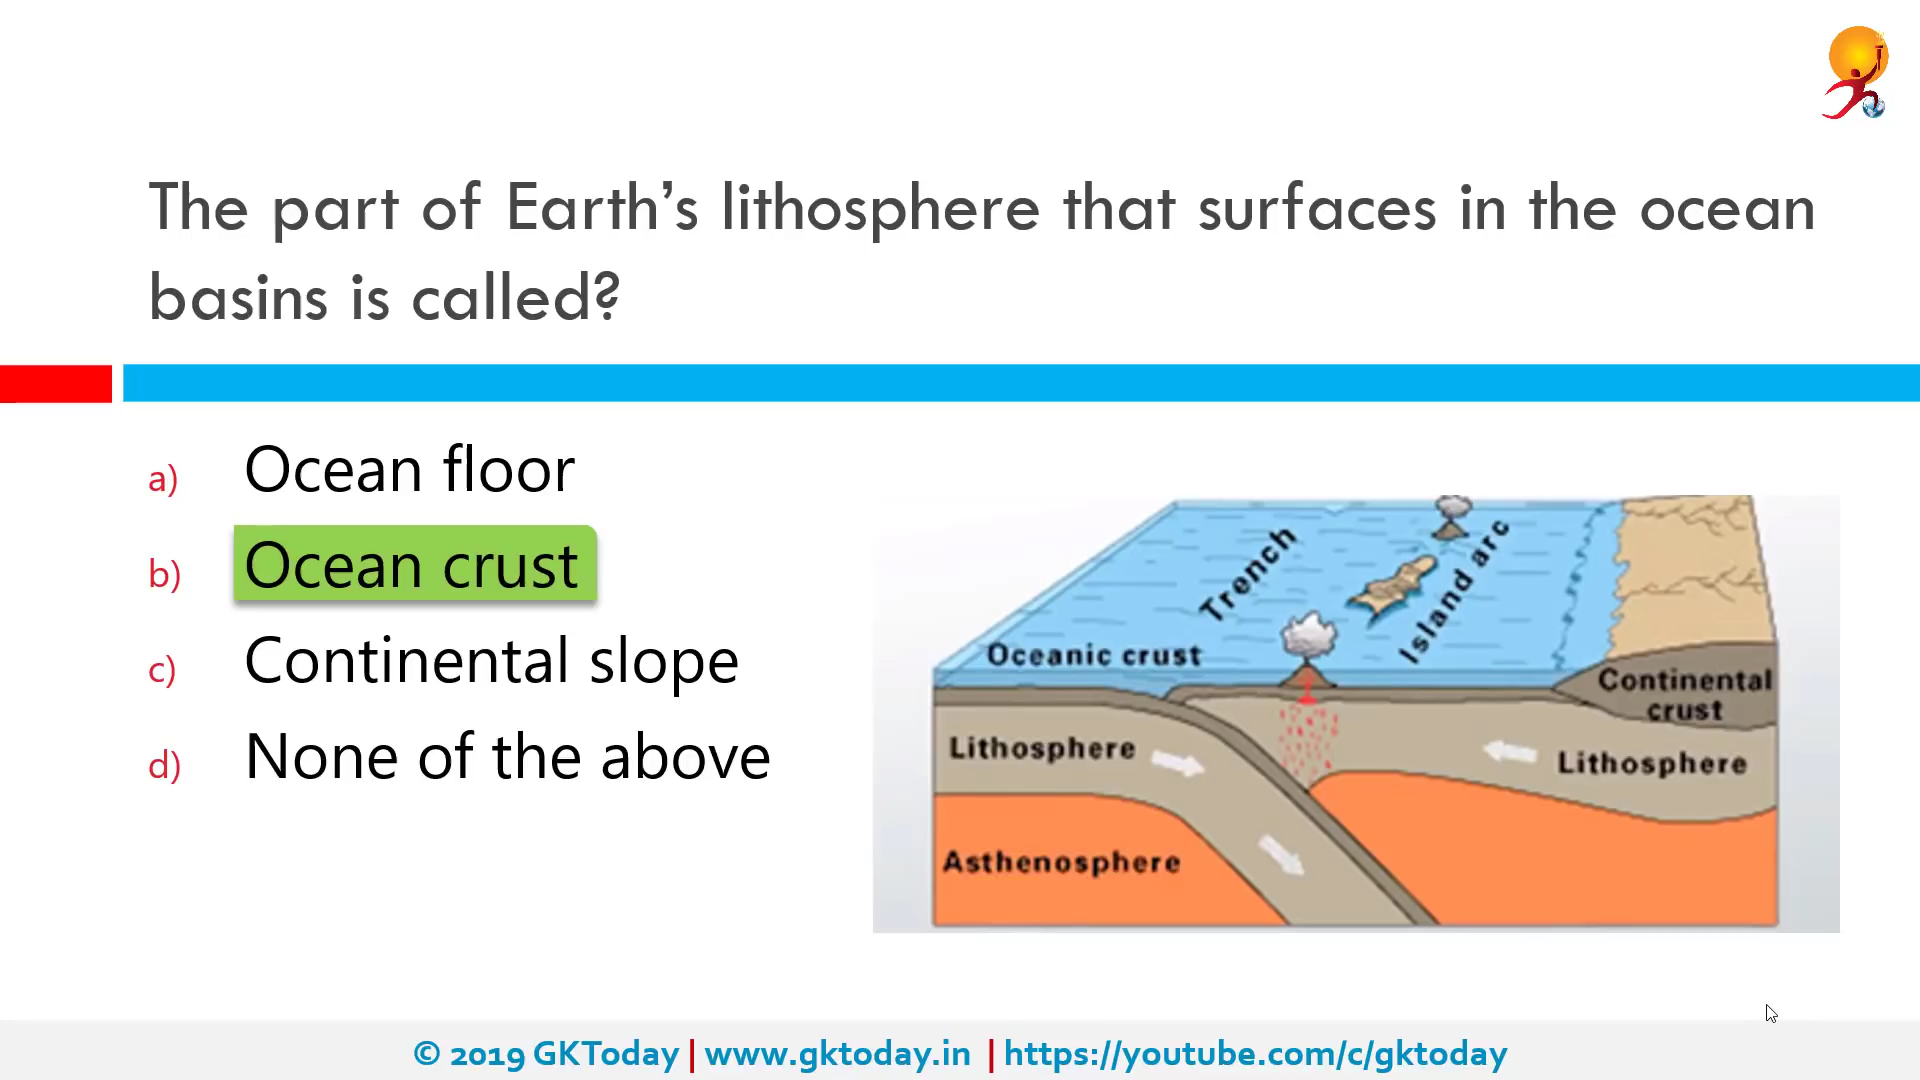 The part of Earth’s lithosphere that surfaces in the ocean
basins is called?
a) Ocean floor
b) Ocean crust
c) Continental slope
d) None of the above
Trench
Island arc
Oceanic crust
Continental
crust
Lithosphere
Lithosphere
Asthenosphere
© 2019 GKToday | www.gktoday.in | https://youtube.com/c/gktoday